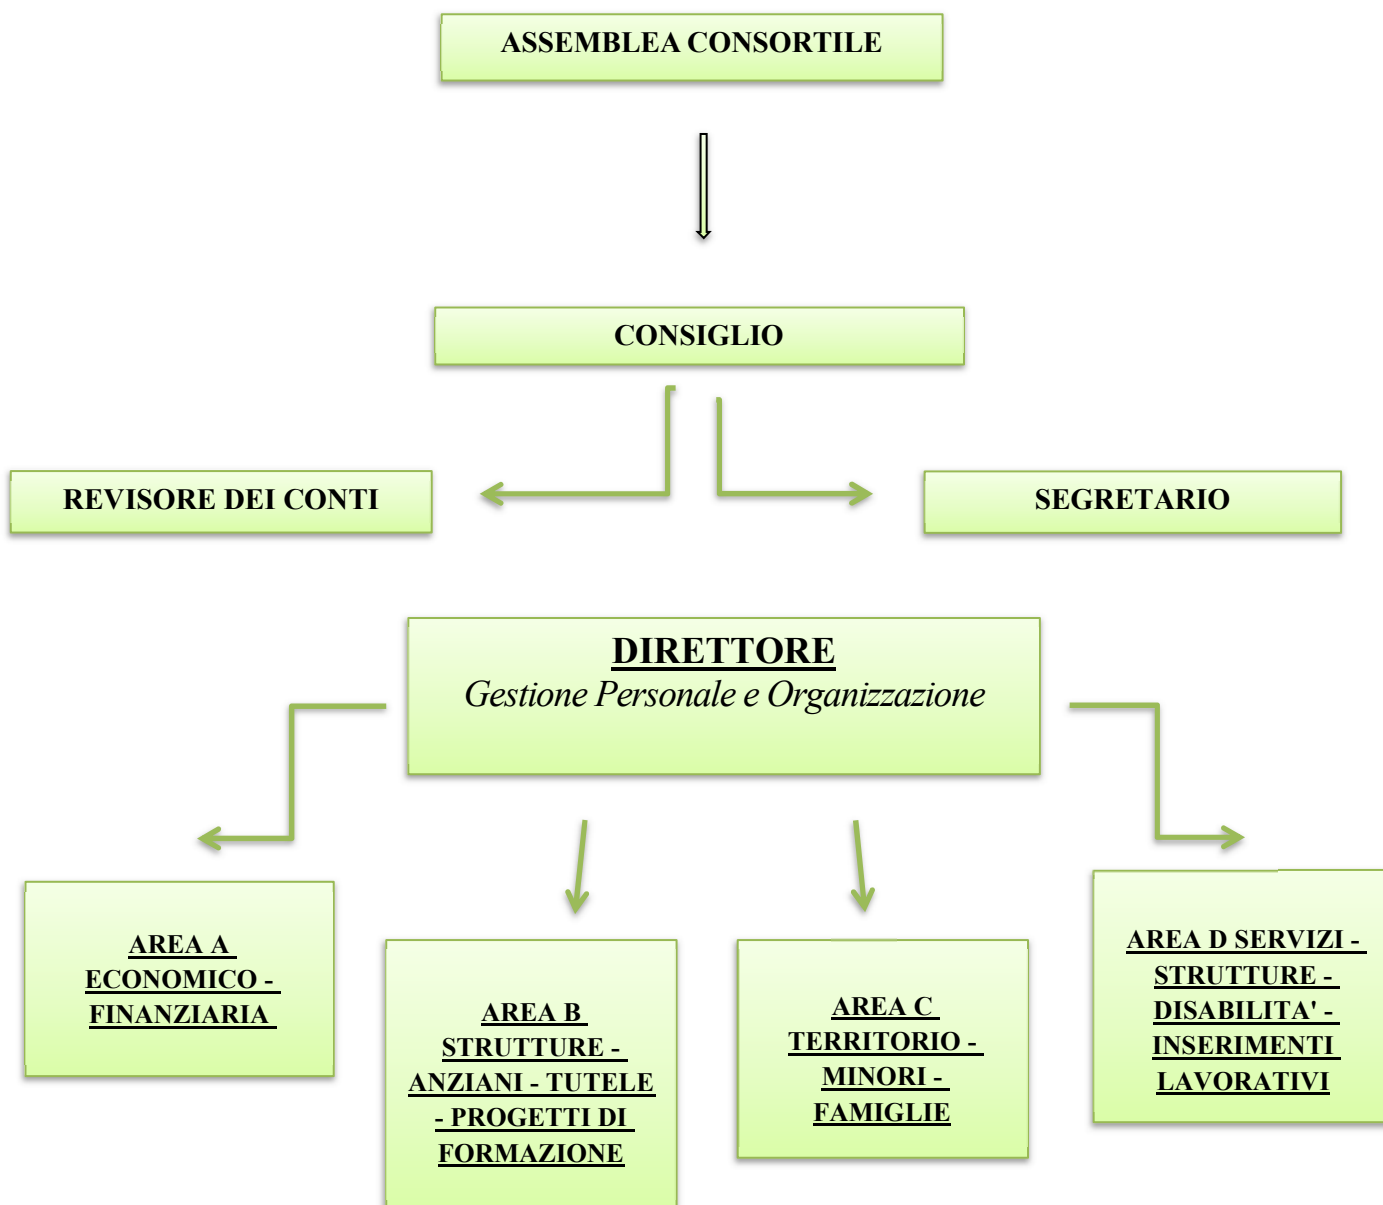 ASSEMBLEA CONSORTILE
CONSIGLIO
REVISORE DEI CONTI
SEGRETARIO
DIRETTORE
Gestione Personale e Organizzazione
AREA A
ECONOMICO -
FINANZIARIA
AREA B
STRUTTURE -
ANZIANI - TUTELE
- PROGETTI DI
FORMAZIONE
AREA C
TERRITORIO -
MINORI -
FAMIGLIE
AREA D SERVIZI -
STRUTTURE -
DISABILITA' -
INSERIMENTI
LAVORATIVI